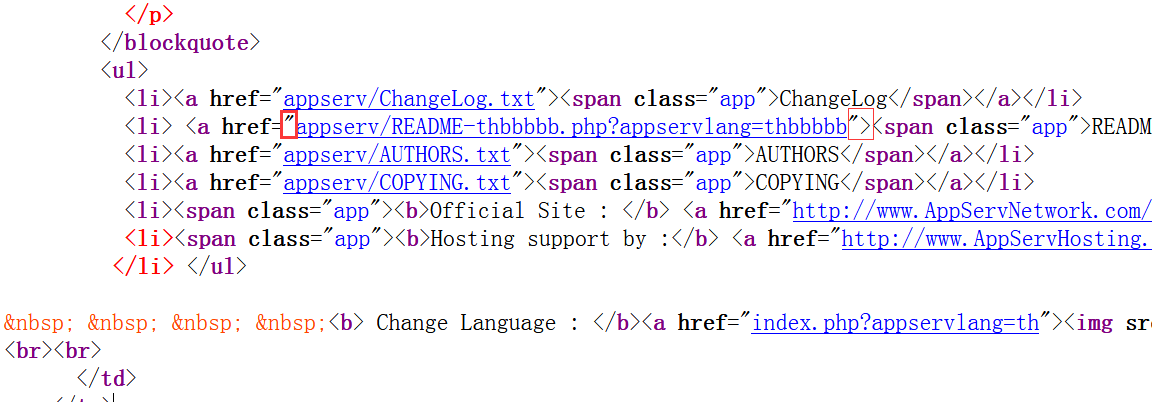 </p>
</blockquote>
<ul>
<li><a href="appserv/ChangeLog.txt"><span class="app">ChangeLog</span></a></li>
<li> <a href="appserv/README-thbbbbb.php?appservlang=thbbbbb"><span class="app">READM
<li><a href="appserv/AUTHORS.txt"><span class="app">AUTHORS</span></a></li>
<li><a href="appserv/COPYING.txt"><span class="app">COPYING</span></a></li>
<li><span class="app"><b>Official Site : </b> <a href="http://www.AppServNetwork.com/
<li><span class="app"><b>Hosting support by :</b> <a href="http://www.AppServHosting.
</li> </ul>
&nbsp; &nbsp; &nbsp; &nbsp;<b> Change Language : </b><a href="index.php?appservlang=th"><img src
<br><br>
</td>